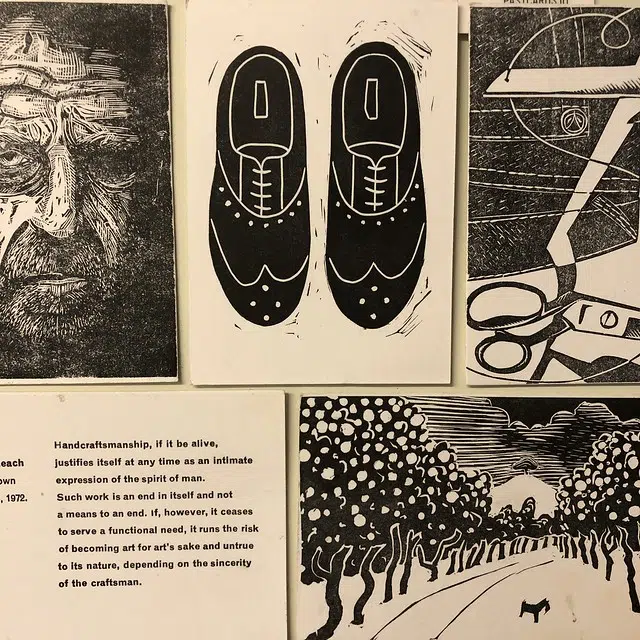 each
own
, 1972.
Handcraftsmanship, if it be alive,
justifies itself at any time as an intimate
expression of the spirit of man.
Such work is an end in itself and not
a means to an end. If, however, it ceases
to serve a functional need, it runs the risk
of becoming art for art's sake and untrue
to its nature, depending on the sincerity
of the craftsman.